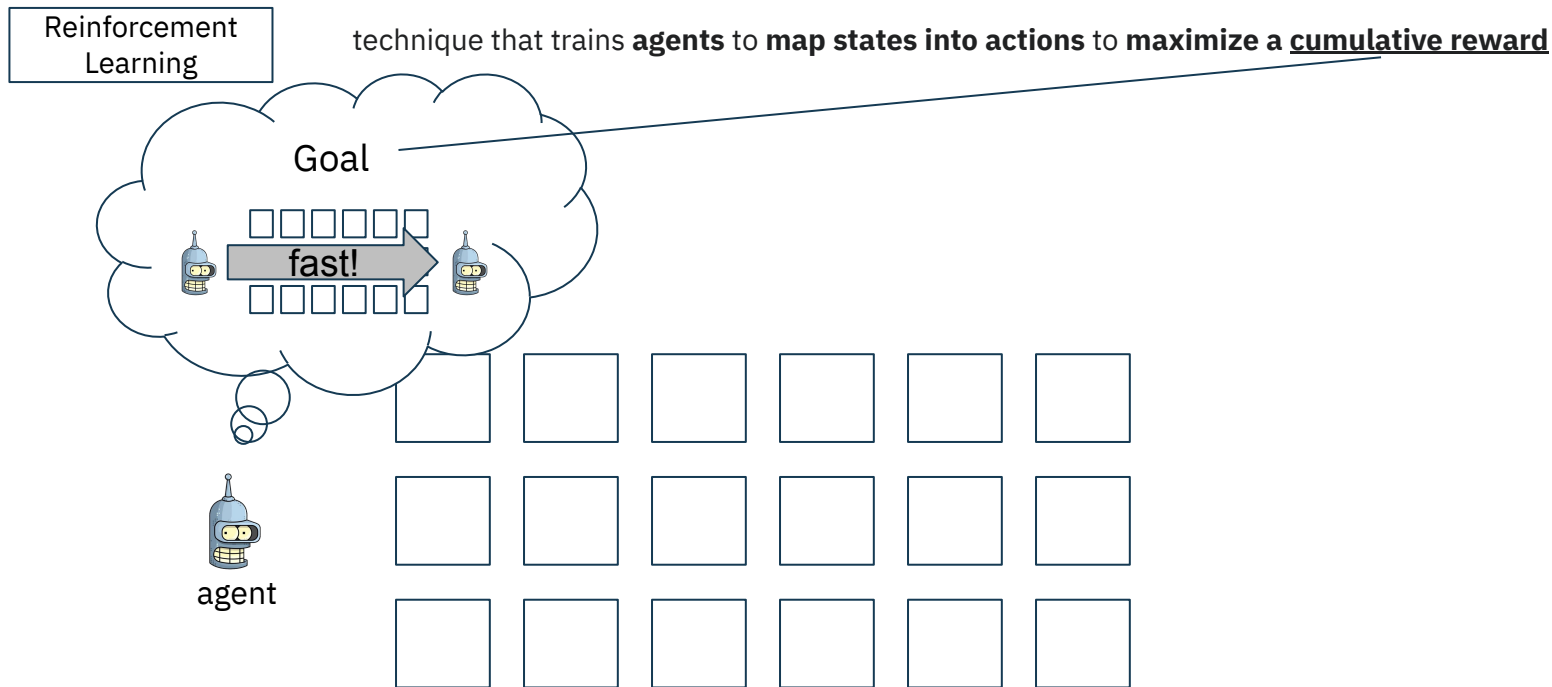 Reinforcement
Learning
technique that trains agents to map states into actions to maximize a cumulative reward
Goal
fast!
agent